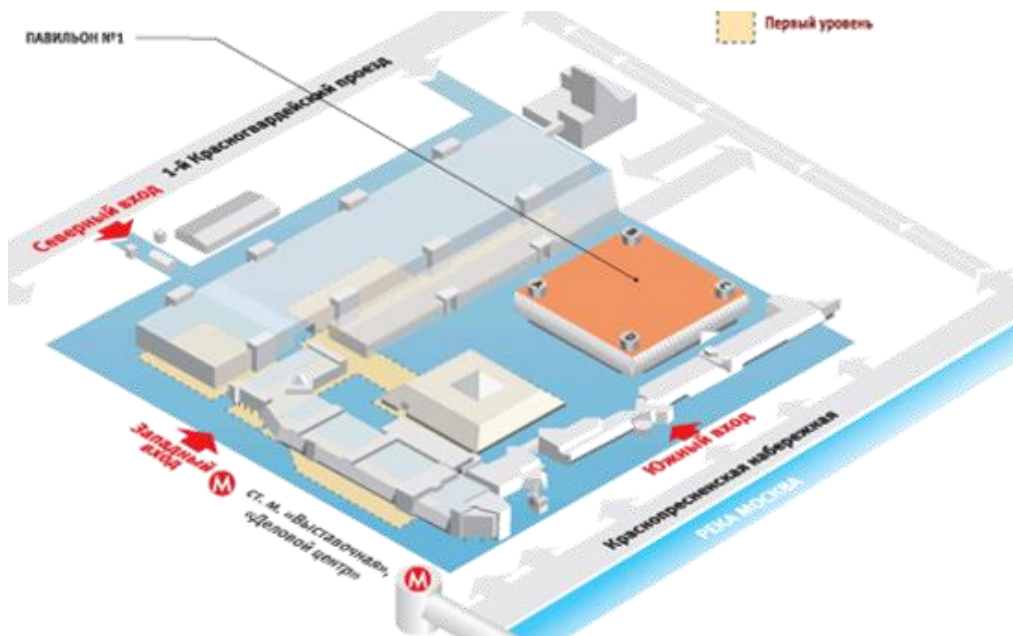 ПАВИЛЬОН №1
Первый уровень
1-й Красногвардейский проезд
Северный вход
Западный
вход
М
ст. м. «Выставочная»,
«Деловой центр»
М
Южный вход
Краснопресненская набережная
РЕКА МОСКВА